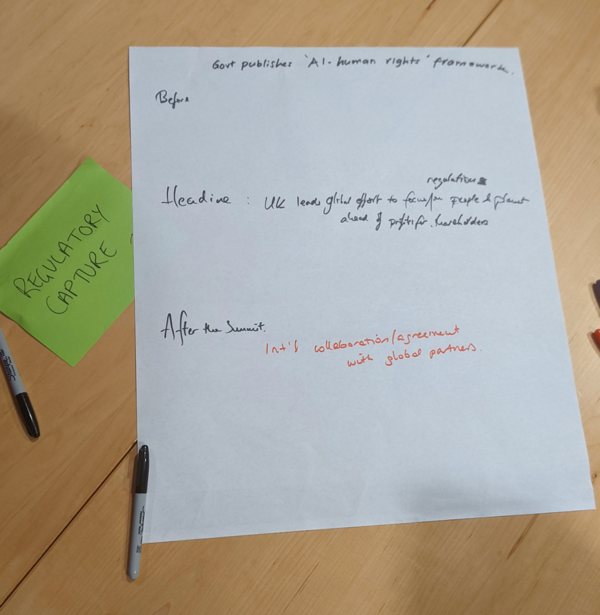 Govt publishes 'AI-human rights' framework.
Before
regulation
Headline : UK leads global effort to focus on people & planet
ahead of profits for shareholders
After the Summit.
Int'l collaboration/agreement
with global partners.
REGULATORY
CAPTURE